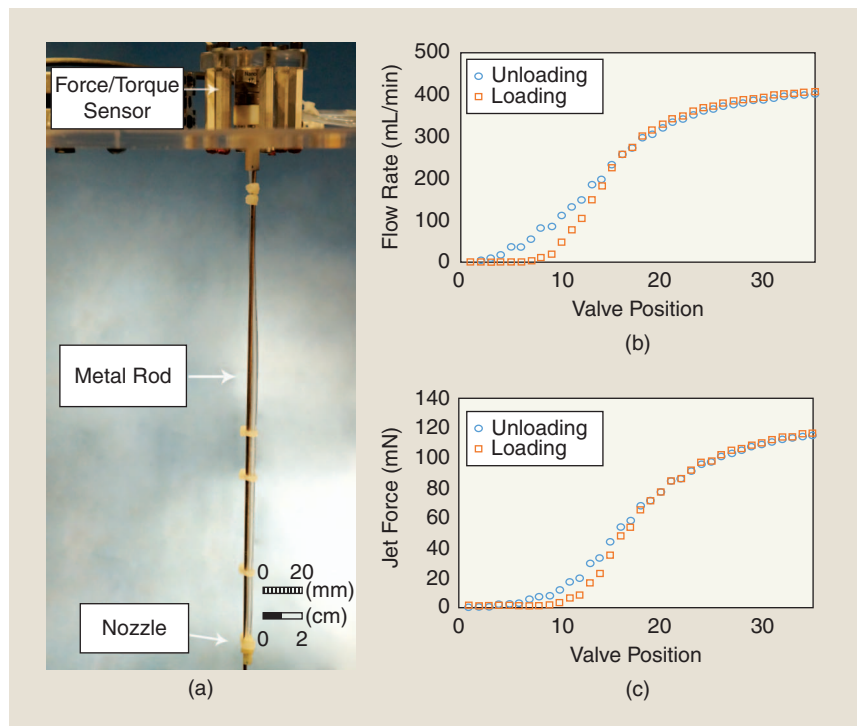 Force/Torque
Sensor
Metal Rod
0 20
(mm)
(cm)
0 2
Nozzle
(a)
500
400
300
200
100
0
Flow Rate (mL/min)
Unloading
Loading
0 10 20 30
Valve Position
(b)
140
120
100
80
60
40
20
0
Jet Force (mN)
Unloading
Loading
0 10 20 30
Valve Position
(c)